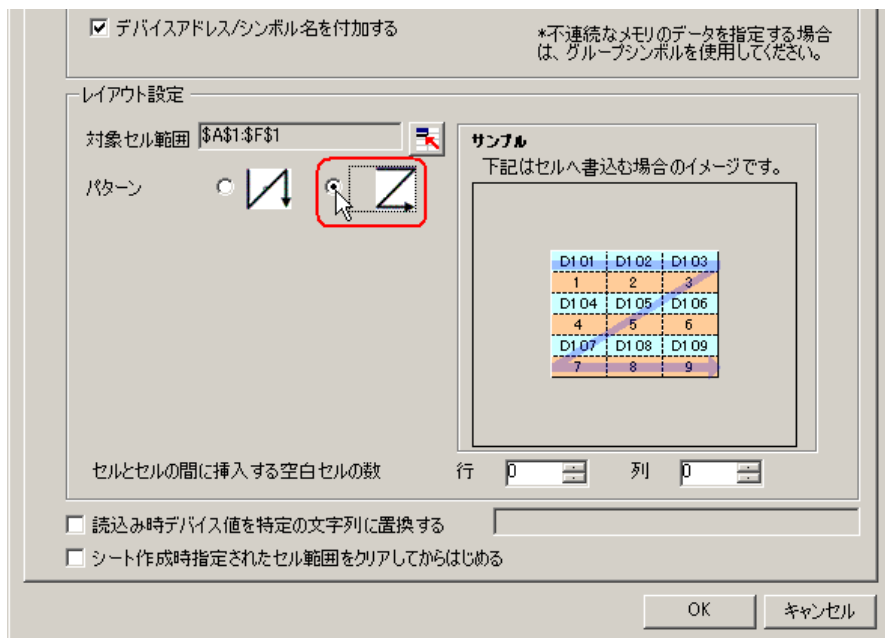 デバイスアドレス/シンボル名を付加する
*不連続なメモリのデータを指定する場合
は、グループシンボルを使用してください。
レイアウト設定
対象セル範囲 $A$1:$F$1
パターン
サンプル
下記はセルへ書込む場合のイメージです。
D101 D102 D103
1 2 3
D104 D105 D106
4 5 6
D107 D108 D109
7 8 9
セルとセルの間に挿入する空白セルの数 行 0 列 0
読込み時デバイス値を特定の文字列に置換する
シート作成時指定されたセル範囲をクリアしてからはじめる
OK キャンセル